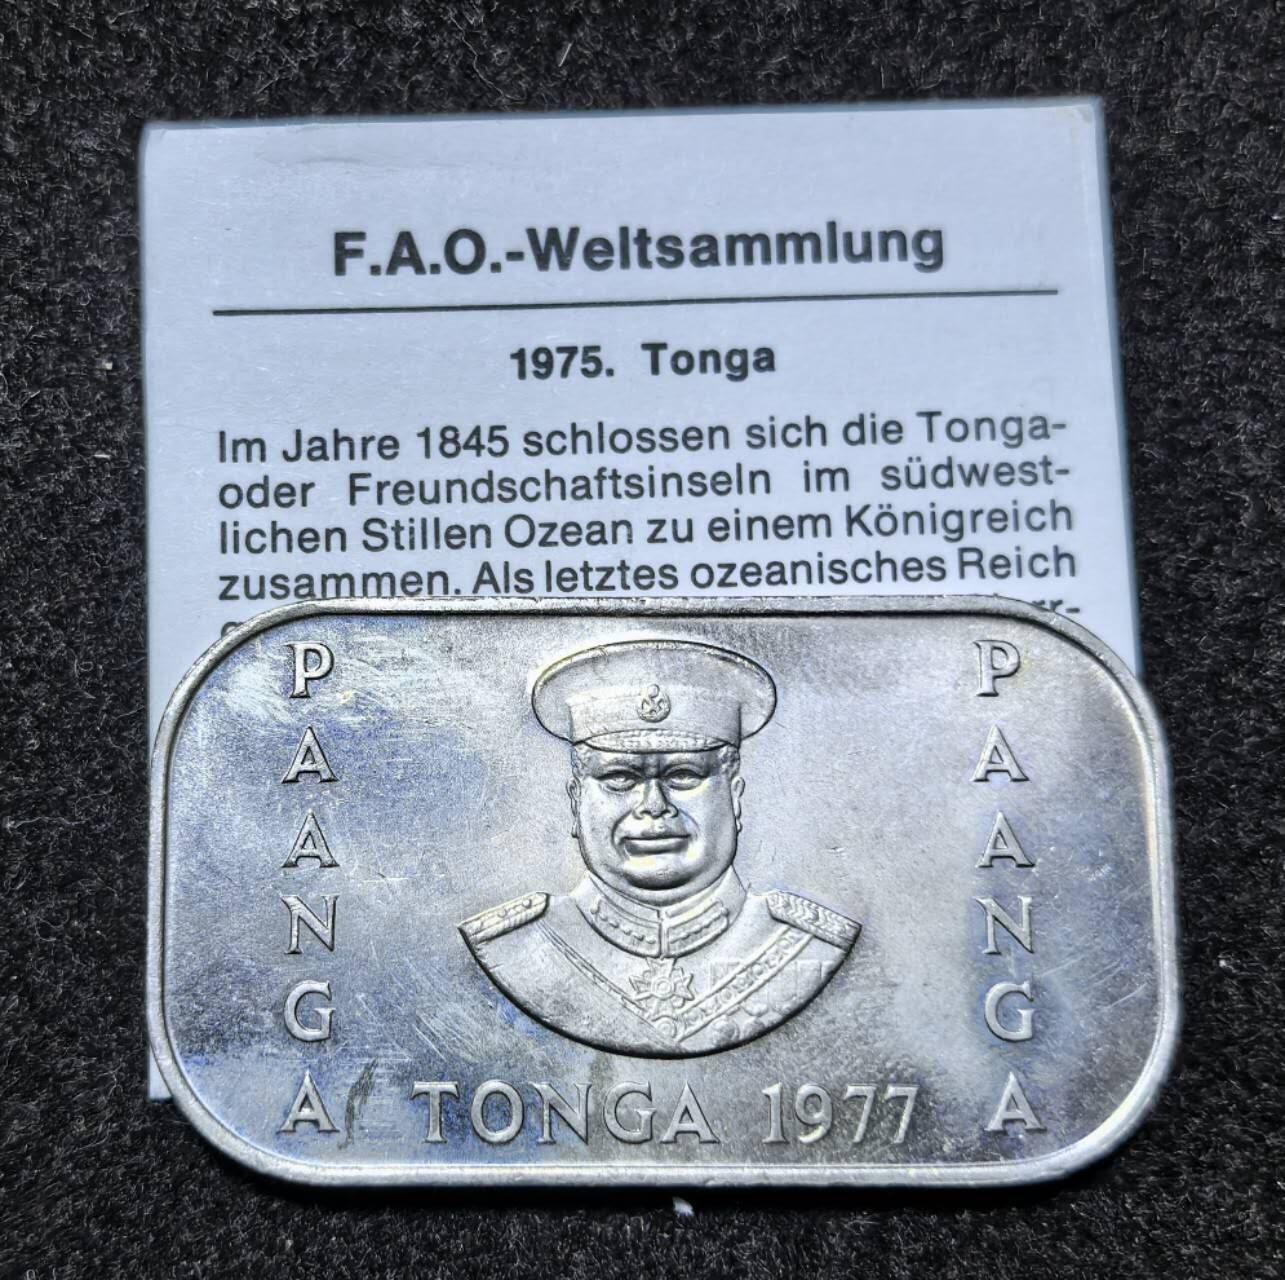 F.A.O.-Weltsammlung
1975. Tonga
Im Jahre 1845 schlossen sich die Tonga-
oder Freundschaftsinseln im südwest-
lichen Stillen Ozean zu einem Königreich
zusammen. Als letztes ozeanisches Reich
PAANGA
PAANGA
TONGA 1977